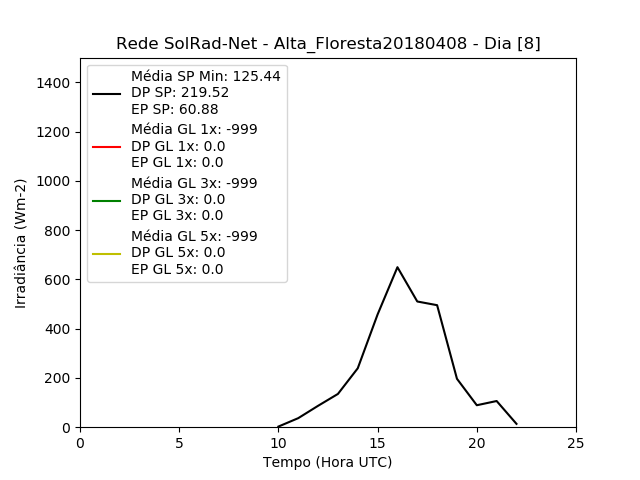 Rede SolRad-Net - Alta_Floresta20180408 - Dia [8]
Média SP Min: 125.44
DP SP: 219.52
EP SP: 60.88
Média GL 1x: -999
DP GL 1x: 0.0
EP GL 1x: 0.0
Média GL 3x: -999
DP GL 3x: 0.0
EP GL 3x: 0.0
Média GL 5x: -999
DP GL 5x: 0.0
EP GL 5x: 0.0
Irradiância (Wm-2)
1400
1200
1000
800
600
400
200
0
0 5 10 15 20 25
Tempo (Hora UTC)